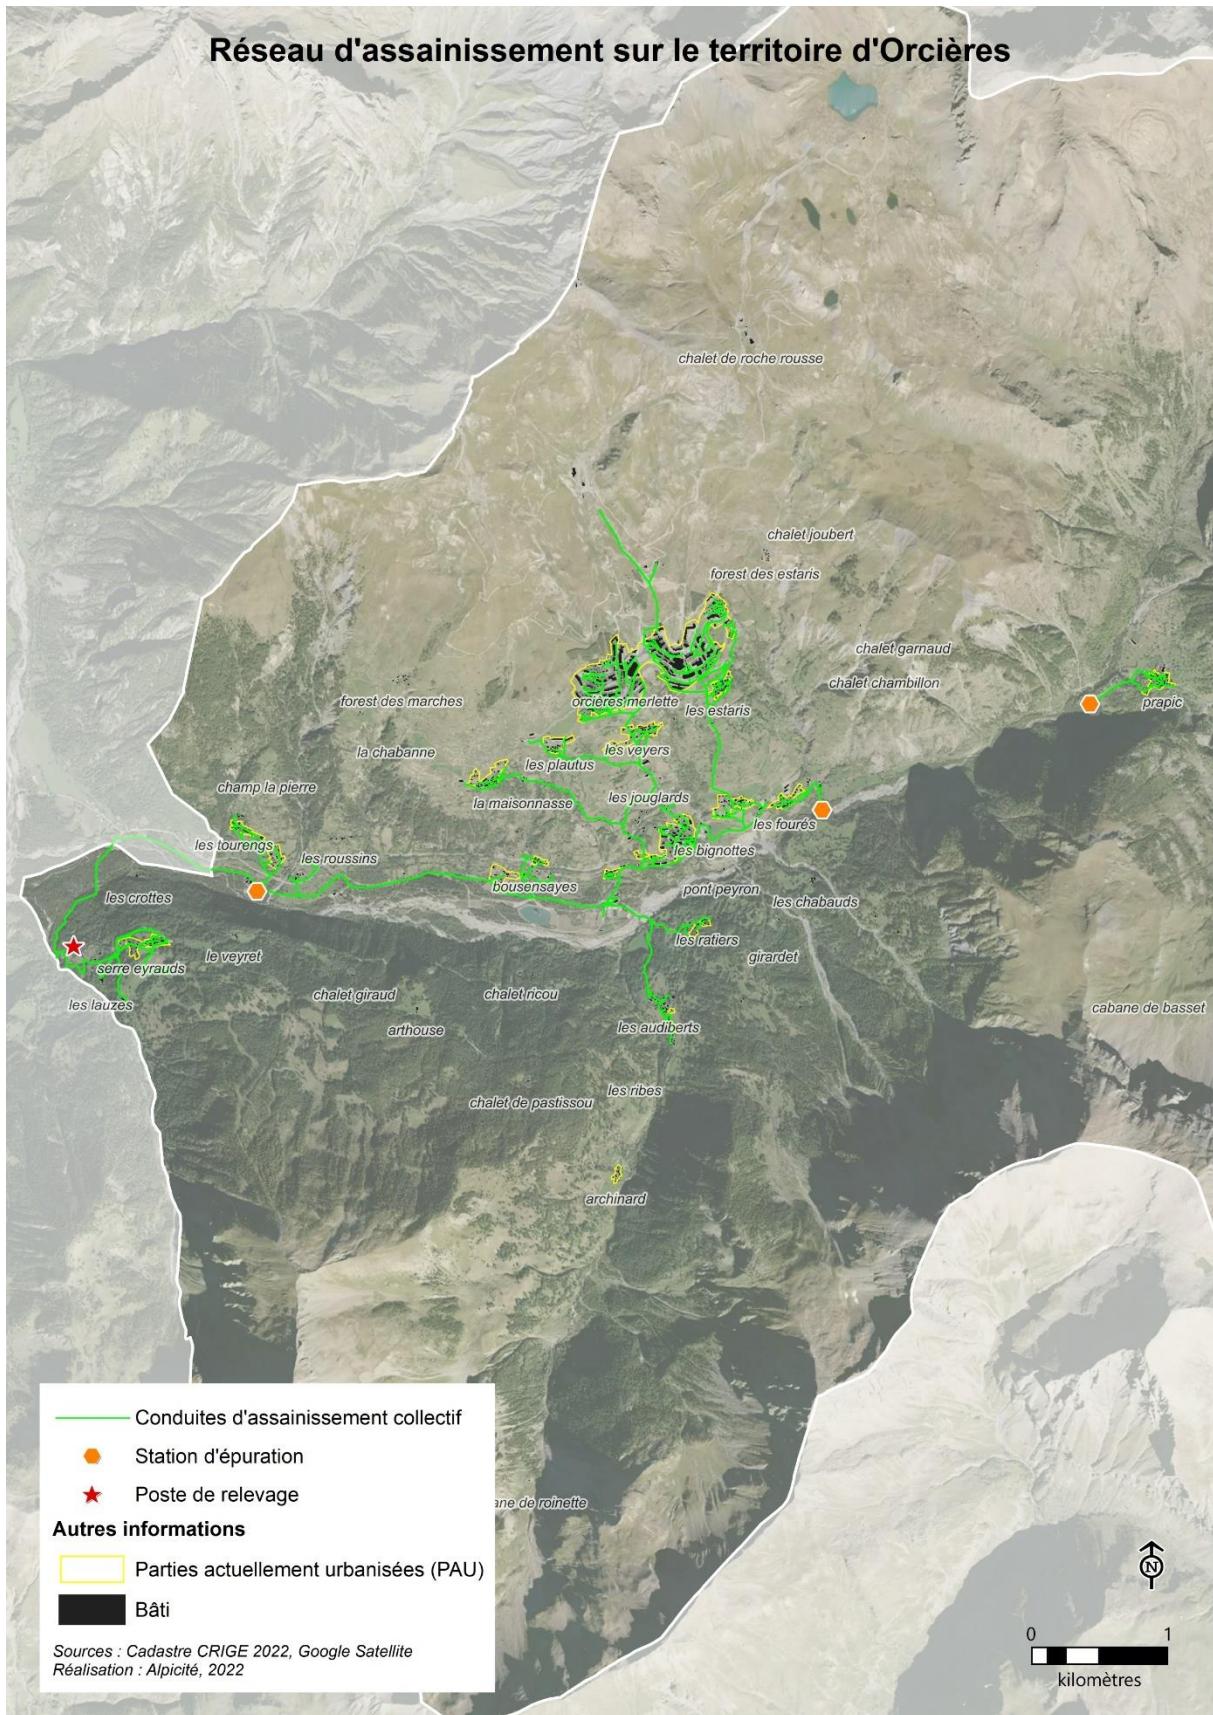 Réseau d'assainissement sur le territoire d'Orcières
chalet de roche rousse
chalet joubert
forest des estaris
chalet garnaud
chalet chambillon
prapic
forest des marches
orcières merlette
les estaris
la chabanne
les veyers
les plautus
champ la pierre
la maisonnasse
les jouglards
les fourés
les tourengs
les roussins
les bignottes
bousensayes
pont peyron
les crottes
les chabauds
les ratiers
le veyret
girardet
serre eyrauds
chalet giraud
chalet ricou
les lauzes
cabane de basset
arthouse
les audiberts
les ribes
chalet de pastissou
archinard
ane de roinette
Conduites d'assainissement collectif
Station d'épuration
Poste de relevage
Autres informations
Parties actuellement urbanisées (PAU)
Bâti
Sources : Cadastre CRIGE 2022, Google Satellite
Réalisation : Alpicité, 2022
N
0 1
kilomètres